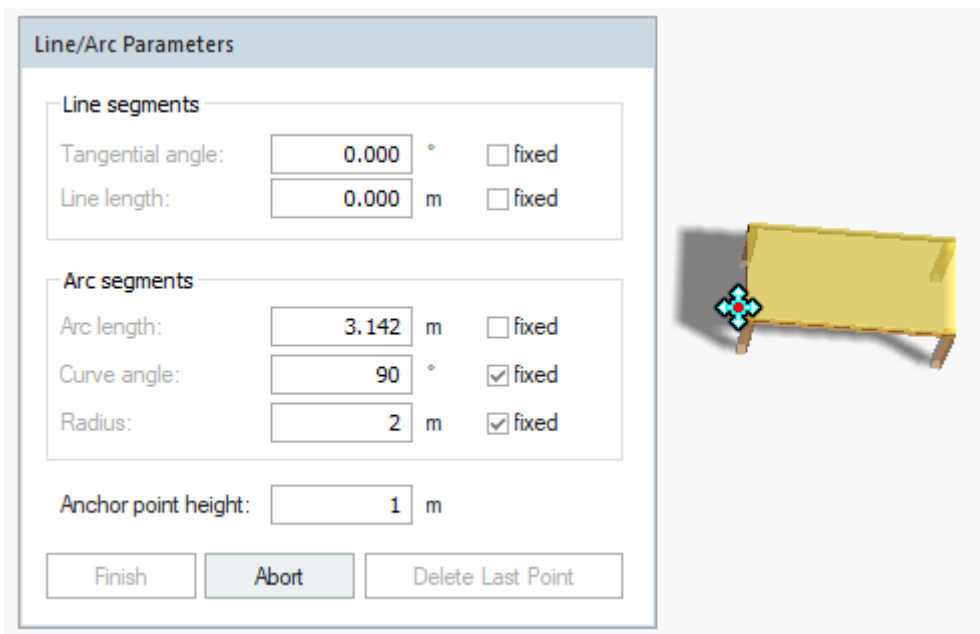 Line/Arc Parameters
Line segments
Tangential angle: 0.000 ° fixed
Line length: 0.000 m fixed
Arc segments
Arc length: 3.142 m fixed
Curve angle: 90 ° fixed
Radius: 2 m fixed
Anchor point height: 1 m
Finish Abort Delete Last Point